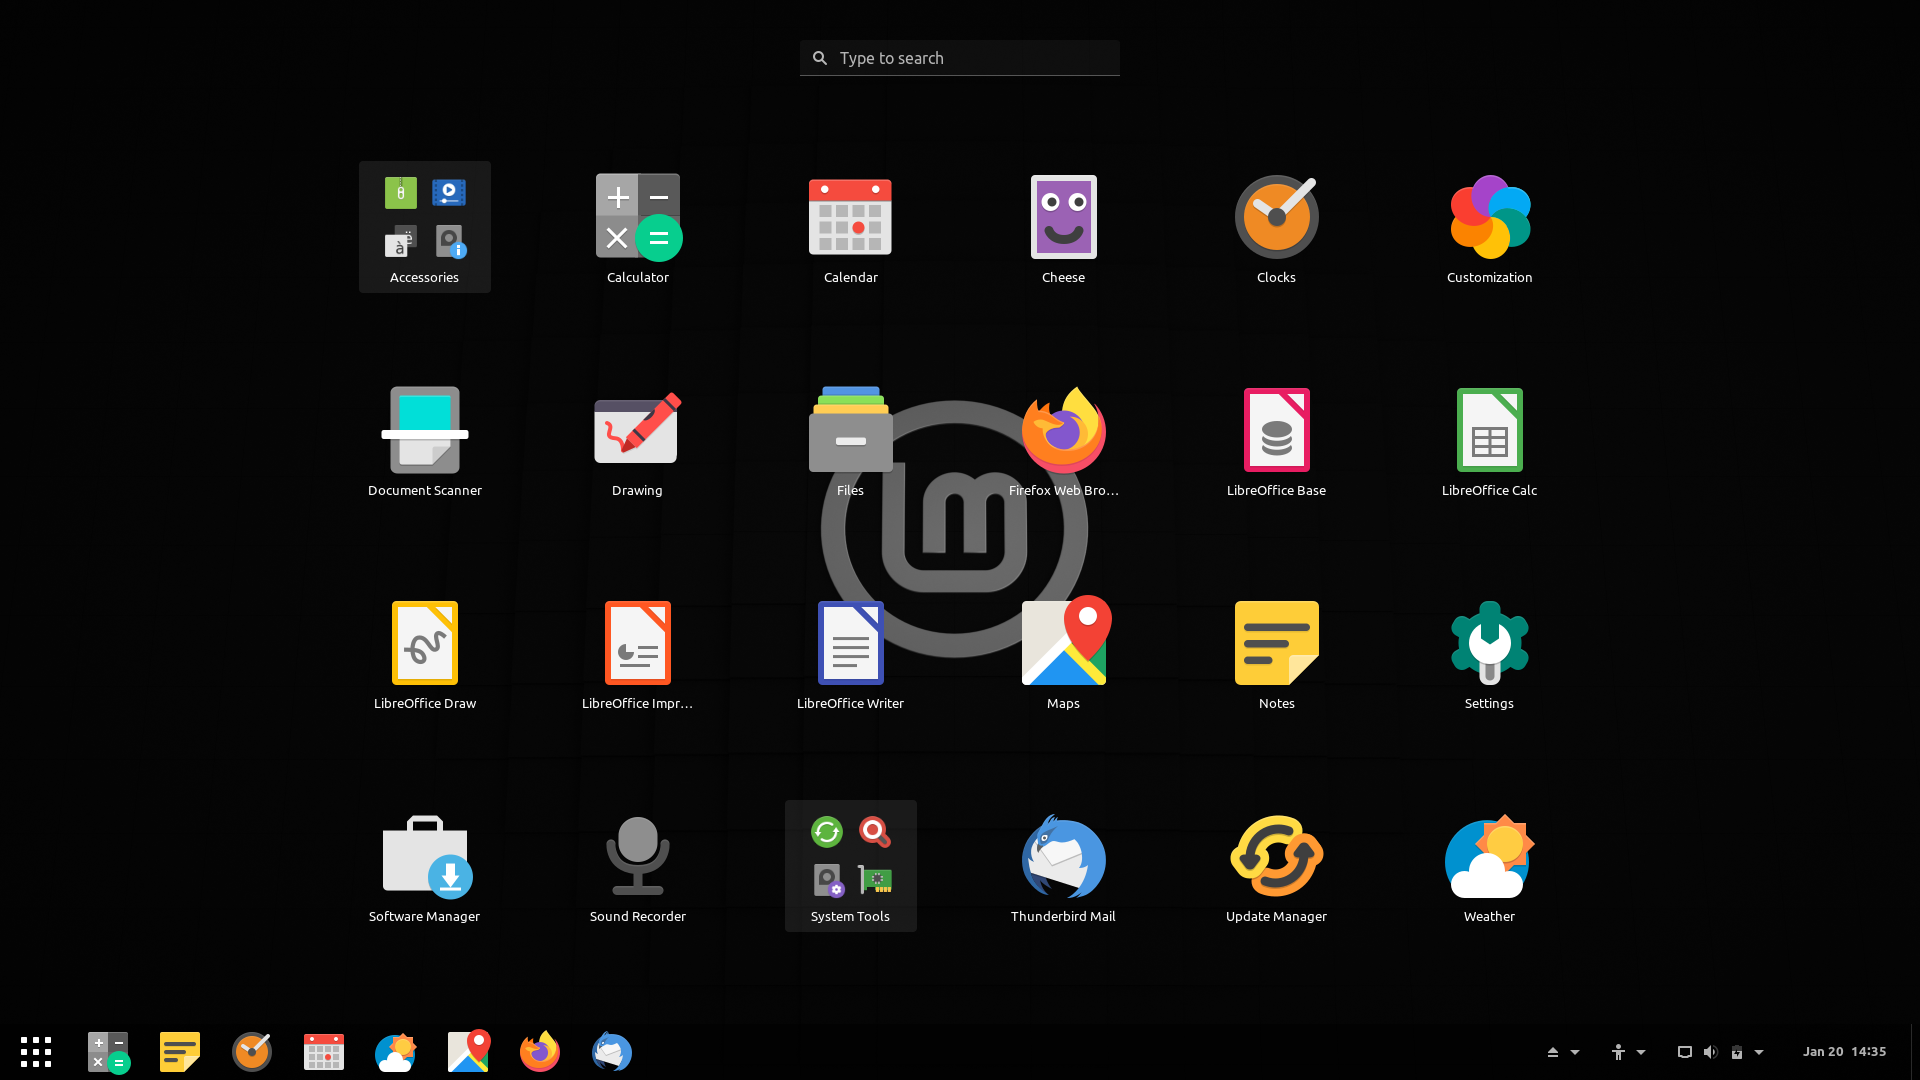 Type to search
Accessories
Calculator
Calendar
Cheese
Clocks
Customization
Document Scanner
Drawing
Files
Firefox Web Bro…
LibreOffice Base
LibreOffice Calc
LibreOffice Draw
LibreOffice Impr…
LibreOffice Writer
Maps
Notes
Settings
Software Manager
Sound Recorder
System Tools
Thunderbird Mail
Update Manager
Weather
Jan 20 14:35